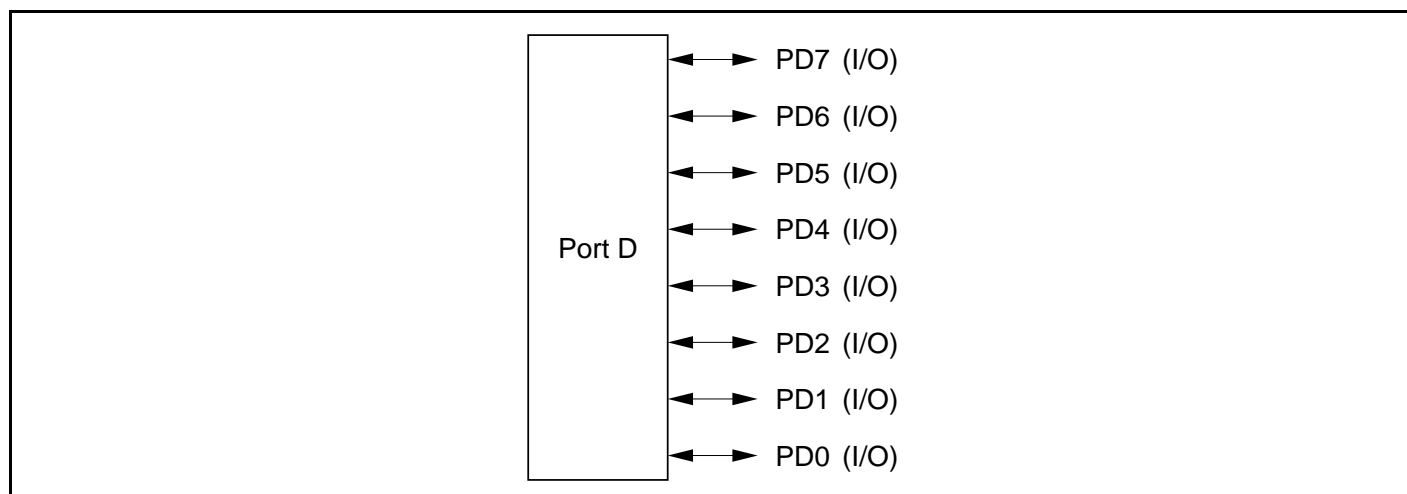 PD7 (I/O)
PD6 (I/O)
PD5 (I/O)
PD4 (I/O)
Port D
PD3 (I/O)
PD2 (I/O)
PD1 (I/O)
PD0 (I/O)